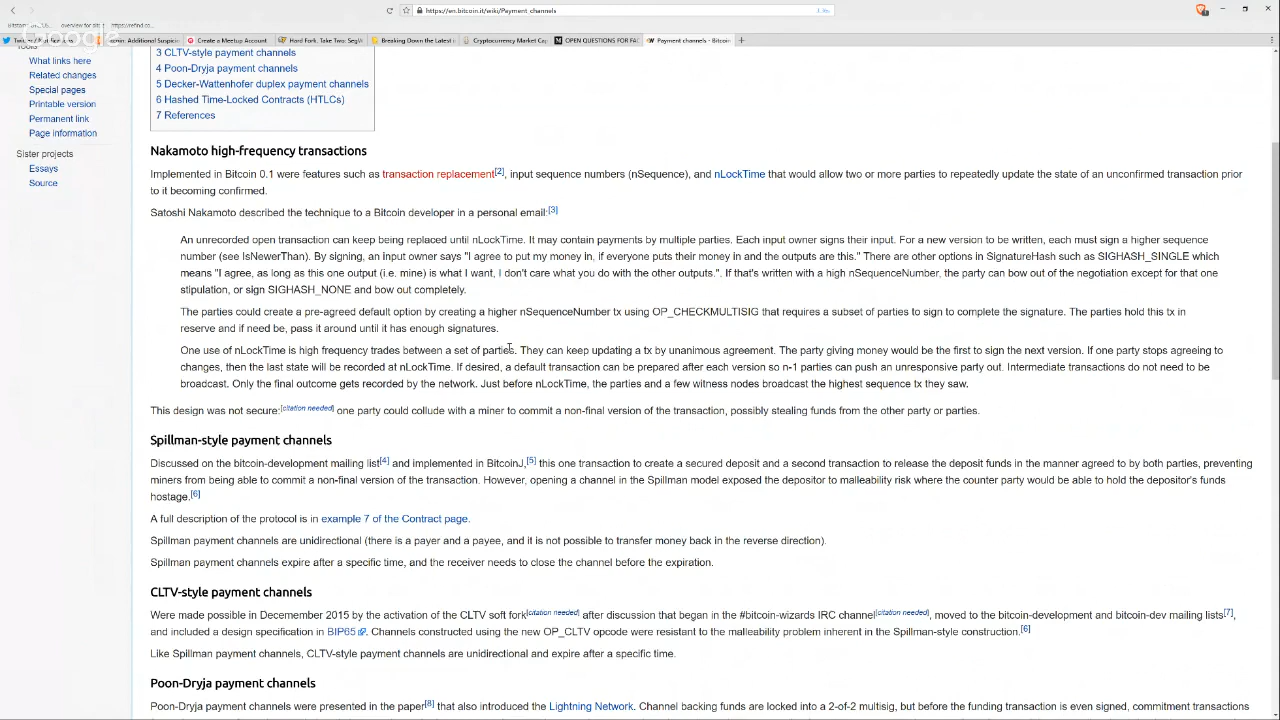 https://en.bitcoin.it/wiki/Payment_channels
Create a Meetup Account
Hard Fork, Take Two: SegW
Breaking Down the Latest i
Cryptocurrency Market Cap
OPEN QUESTIONS FOR FAC
Payment channels - Bitcoin
Google
Tools
What links here
Related changes
Special pages
Printable version
Permanent link
Page information
Sister projects
Essays
Source
3 CLTV-style payment channels
4 Poon-Dryja payment channels
5 Decker-Wattenhofer duplex payment channels
6 Hashed Time-Locked Contracts (HTLCs)
7 References
Nakamoto high-frequency transactions
Implemented in Bitcoin 0.1 were features such as transaction replacement[2], input sequence numbers (nSequence), and nLockTime that would allow two or more parties to repeatedly update the state of an unconfirmed transaction prior
to it becoming confirmed.
Satoshi Nakamoto described the technique to a Bitcoin developer in a personal email:[3]
An unrecorded open transaction can keep being replaced until nLockTime. It may contain payments by multiple parties. Each input owner signs their input. For a new version to be written, each must sign a higher sequence
number (see IsNewerThan). By signing, an input owner says "I agree to put my money in, if everyone puts their money in and the outputs are this." There are other options in SignatureHash such as SIGHASH_SINGLE which
means "I agree, as long as this one output (i.e. mine) is what I want, I don't care what you do with the other outputs.". If that's written with a high nSequenceNumber, the party can bow out of the negotiation except for that one
stipulation, or sign SIGHASH_NONE and bow out completely.
The parties could create a pre-agreed default option by creating a higher nSequenceNumber tx using OP_CHECKMULTISIG that requires a subset of parties to sign to complete the signature. The parties hold this tx in
reserve and if need be, pass it around until it has enough signatures.
One use of nLockTime is high frequency trades between a set of parties. They can keep updating a tx by unanimous agreement. The party giving money would be the first to sign the next version. If one party stops agreeing to
changes, then the last state will be recorded at nLockTime. If desired, a default transaction can be prepared after each version so n-1 parties can push an unresponsive party out. Intermediate transactions do not need to be
broadcast. Only the final outcome gets recorded by the network. Just before nLockTime, the parties and a few witness nodes broadcast the highest sequence tx they saw.
This design was not secure:[citation needed] one party could collude with a miner to commit a non-final version of the transaction, possibly stealing funds from the other party or parties.
Spillman-style payment channels
Discussed on the bitcoin-development mailing list[4] and implemented in BitcoinJ,[5] this one transaction to create a secured deposit and a second transaction to release the deposit funds in the manner agreed to by both parties, preventing
miners from being able to commit a non-final version of the transaction. However, opening a channel in the Spillman model exposed the depositor to malleability risk where the counter party would be able to hold the depositor's funds
hostage.[6]
A full description of the protocol is in example 7 of the Contract page.
Spillman payment channels are unidirectional (there is a payer and a payee, and it is not possible to transfer money back in the reverse direction).
Spillman payment channels expire after a specific time, and the receiver needs to close the channel before the expiration.
CLTV-style payment channels
Were made possible in Decemember 2015 by the activation of the CLTV soft fork[citation needed] after discussion that began in the #bitcoin-wizards IRC channel[citation needed], moved to the bitcoin-development and bitcoin-dev mailing lists[7],
and included a design specification in BIP65. Channels constructed using the new OP_CLTV opcode were resistant to the malleability problem inherent in the Spillman-style construction.[6]
Like Spillman payment channels, CLTV-style payment channels are unidirectional and expire after a specific time.
Poon-Dryja payment channels
Poon-Dryja payment channels were presented in the paper[8] that also introduced the Lightning Network. Channel backing funds are locked into a 2-of-2 multisig, but before the funding transaction is even signed, commitment transactions